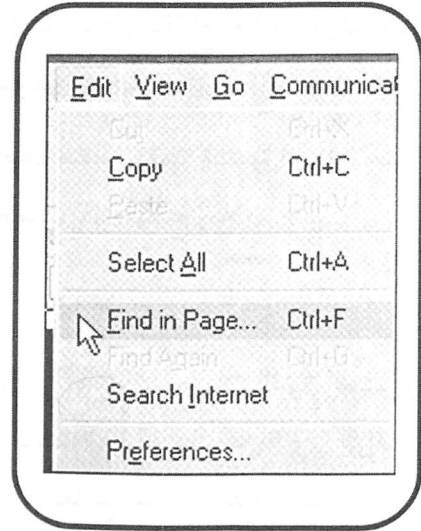 Edit View Go Communica
Cut Ctrl+X
Copy Ctrl+C
Paste Ctrl+V
Select All Ctrl+A
Find in Page... Ctrl+F
Find Again Ctrl+G
Search Internet
Preferences...